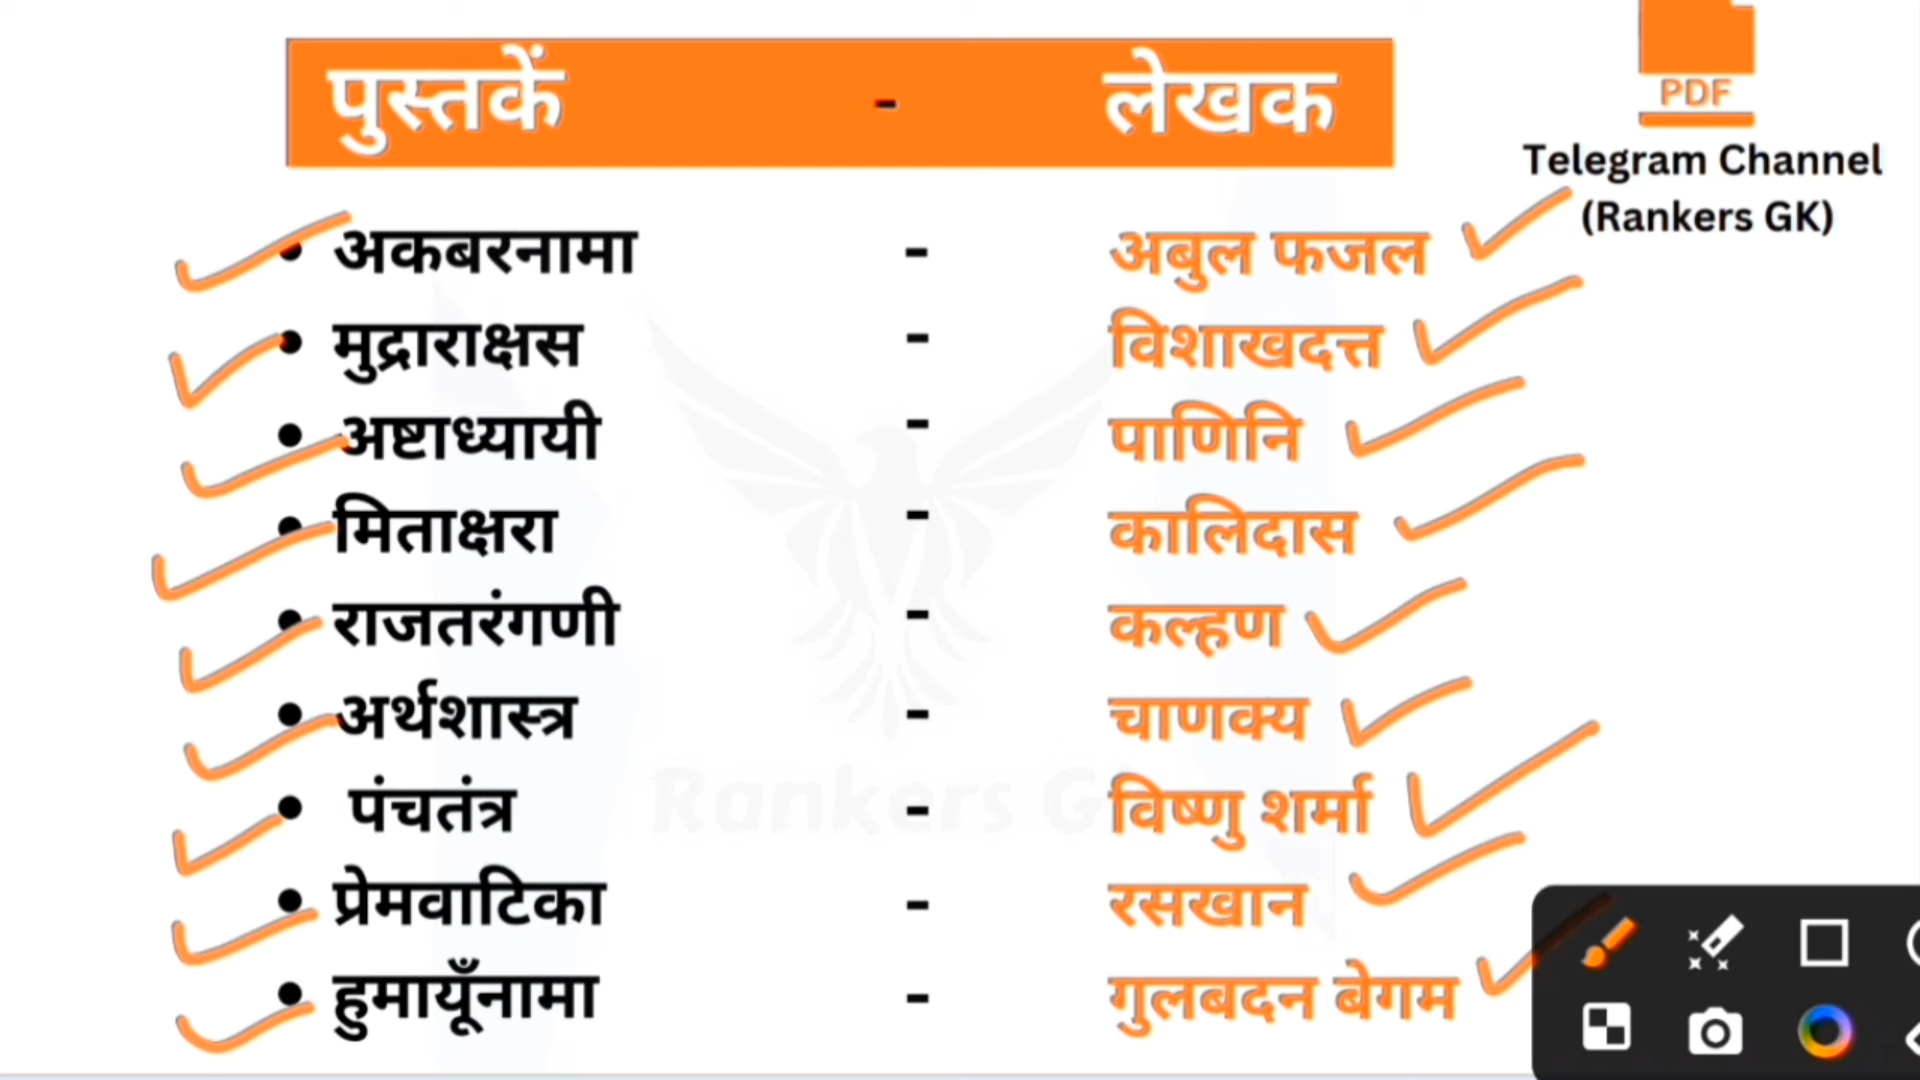 पुस्तकें - लेखक
PDF
Telegram Channel
(Rankers GK)
• अकबरनामा - अबुल फजल
• मुद्राराक्षस - विशाखदत्त
• अष्टाध्यायी - पाणिनि
• मिताक्षरा - कालिदास
• राजतरंगणी - कल्हण
• अर्थशास्त्र - चाणक्य
• पंचतंत्र - विष्णु शर्मा
• प्रेमवाटिका - रसखान
• हुमायूँनामा - गुलबदन बेगम
Rankers G